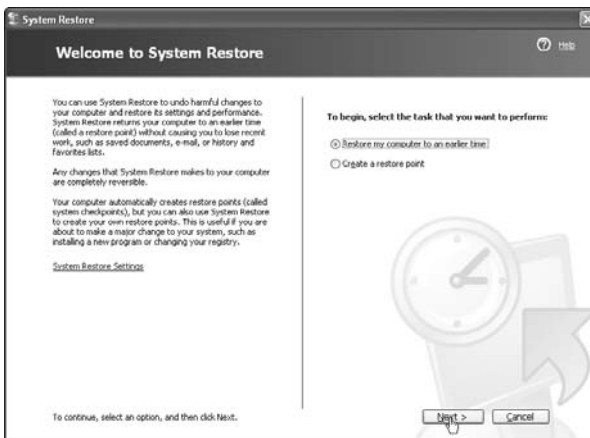 System Restore
Welcome to System Restore
Help
You can use System Restore to undo harmful changes to
your computer and restore its settings and performance.
System Restore returns your computer to an earlier time
(called a restore point) without causing you to lose recent
work, such as saved documents, e-mail, or history and
favorites lists.
Any changes that System Restore makes to your computer
are completely reversible.
Your computer automatically creates restore points (called
system checkpoints), but you can also use System Restore
to create your own restore points. This is useful if you are
about to make a major change to your system, such as
installing a new program or changing your registry.
System Restore Settings
To begin, select the task that you want to perform:
Restore my computer to an earlier time
Create a restore point
To continue, select an option, and then click Next.
Next >
Cancel